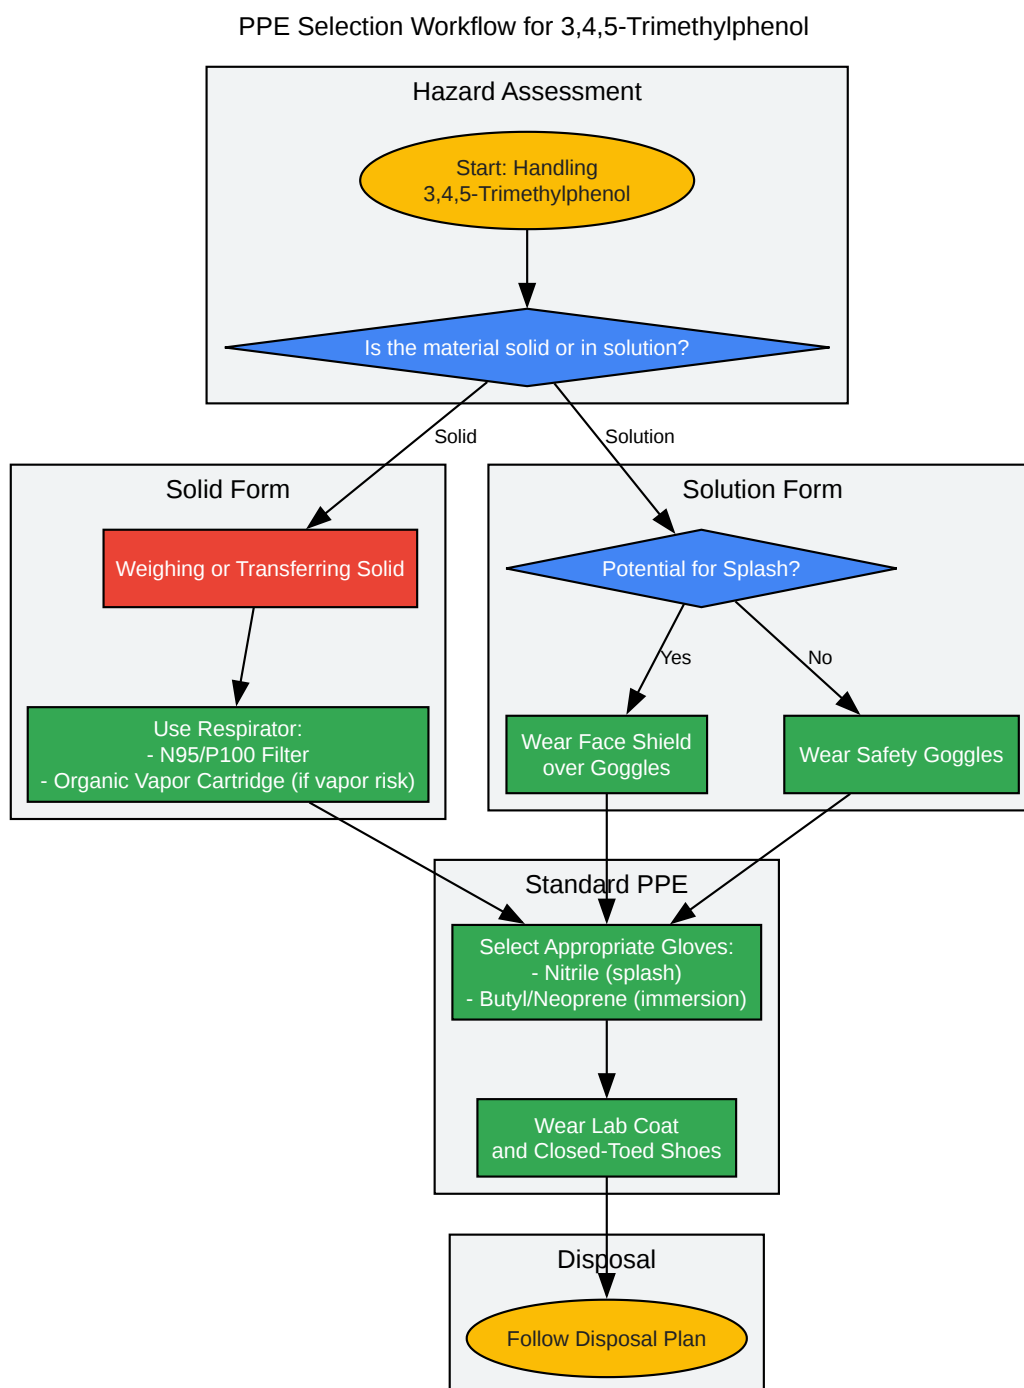 PPE Selection Workflow for 3,4,5-Trimethylphenol
Hazard Assessment
Start: Handling
3,4,5-Trimethylphenol
Is the material solid or in solution?
Solid
Solution
Solid Form
Weighing or Transferring Solid
Use Respirator:
- N95/P100 Filter
- Organic Vapor Cartridge (if vapor risk)
Solution Form
Potential for Splash?
Yes
No
Wear Face Shield
over Goggles
Wear Safety Goggles
Standard PPE
Select Appropriate Gloves:
- Nitrile (splash)
- Butyl/Neoprene (immersion)
Wear Lab Coat
and Closed-Toed Shoes
Disposal
Follow Disposal Plan